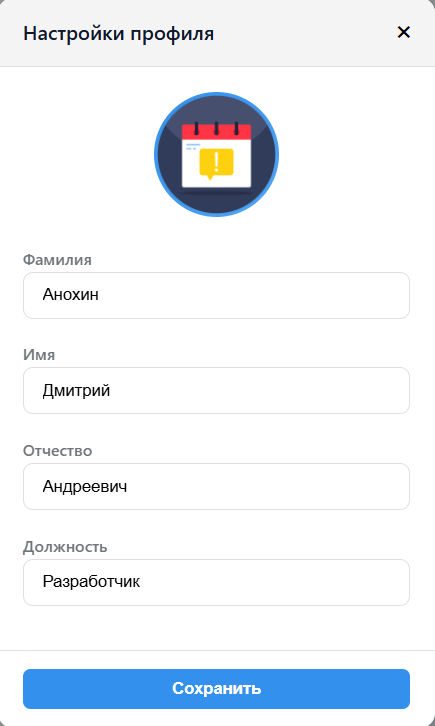 Настройки профиля
Фамилия
Анохин
Имя
Дмитрий
Отчество
Андреевич
Должность
Разработчик
Сохранить